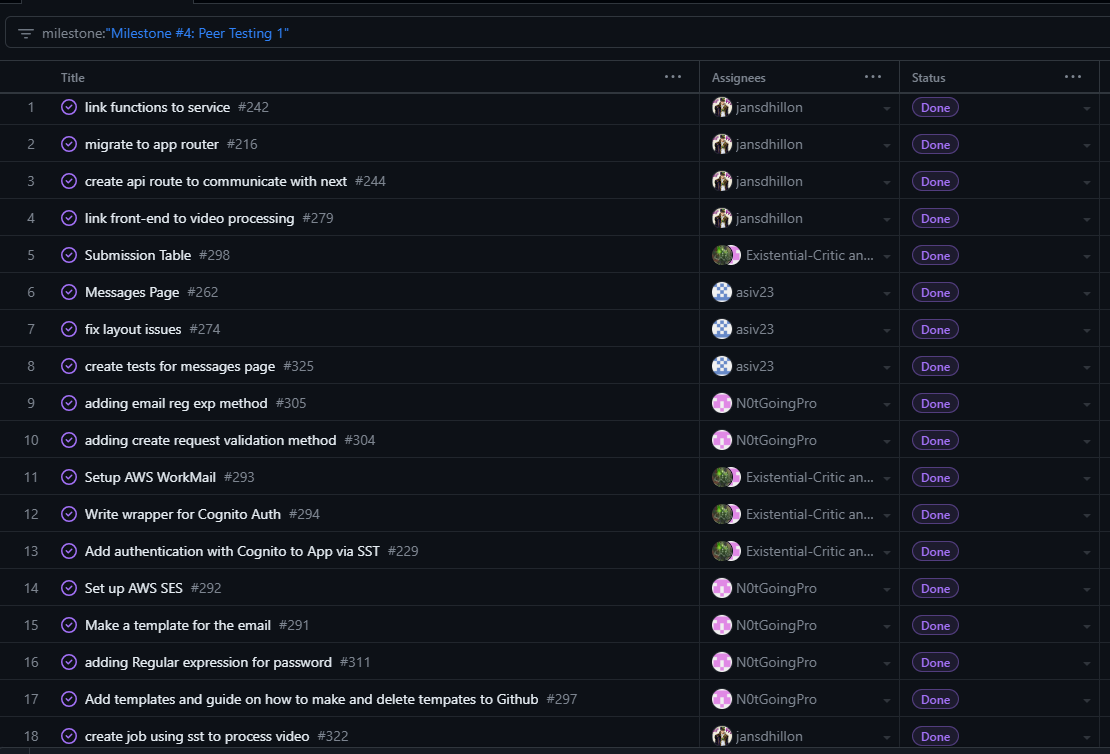 milestone:"Milestone #4: Peer Testing 1"
Title ... Assignees ... Status ...
1 link functions to service #242 jansdhillon Done
2 migrate to app router #216 jansdhillon Done
3 create api route to communicate with next #244 jansdhillon Done
4 link front-end to video processing #279 jansdhillon Done
5 Submission Table #298 Existential-Critic an... Done
6 Messages Page #262 asiv23 Done
7 fix layout issues #274 asiv23 Done
8 create tests for messages page #325 asiv23 Done
9 adding email reg exp method #305 N0tGoingPro Done
10 adding create request validation method #304 N0tGoingPro Done
11 Setup AWS WorkMail #293 Existential-Critic an... Done
12 Write wrapper for Cognito Auth #294 Existential-Critic an... Done
13 Add authentication with Cognito to App via SST #229 Existential-Critic an... Done
14 Set up AWS SES #292 N0tGoingPro Done
15 Make a template for the email #291 N0tGoingPro Done
16 adding Regular expression for password #311 N0tGoingPro Done
17 Add templates and guide on how to make and delete tempates to Github #297 N0tGoingPro Done
18 create job using sst to process video #322 jansdhillon Done